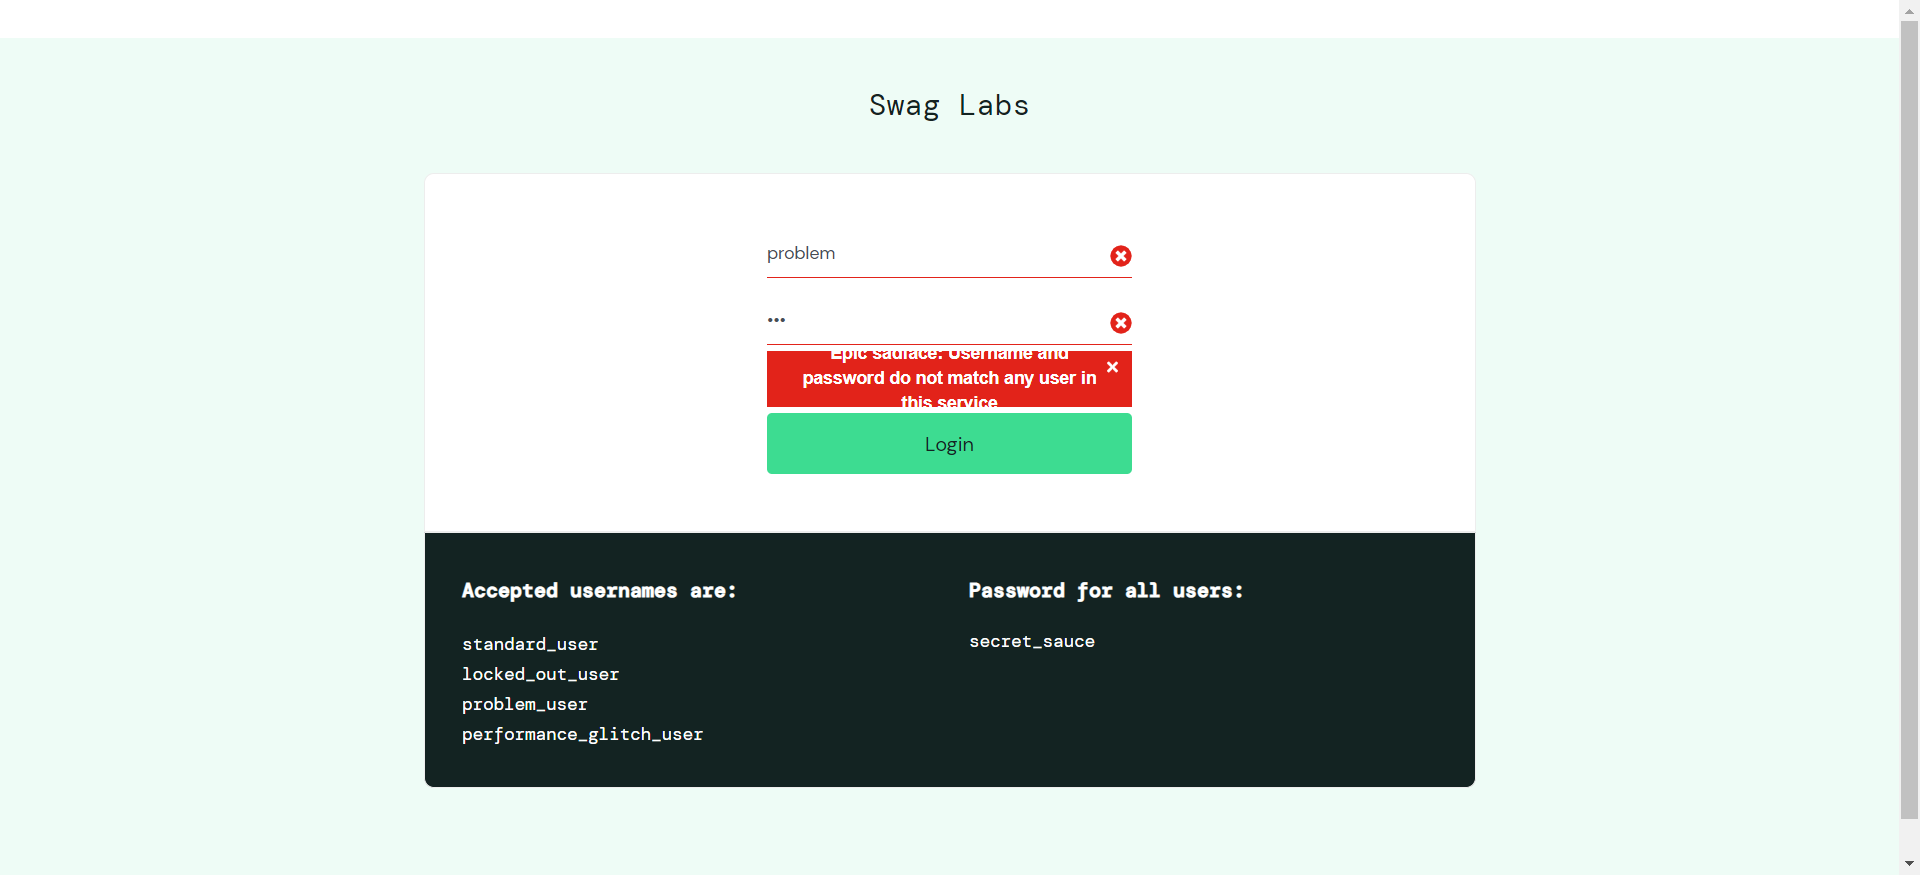 Swag Labs
problem
•••
Epic sadface: Username and
password do not match any user in
this service
Login
Accepted usernames are:
standard_user
locked_out_user
problem_user
performance_glitch_user
Password for all users:
secret_sauce